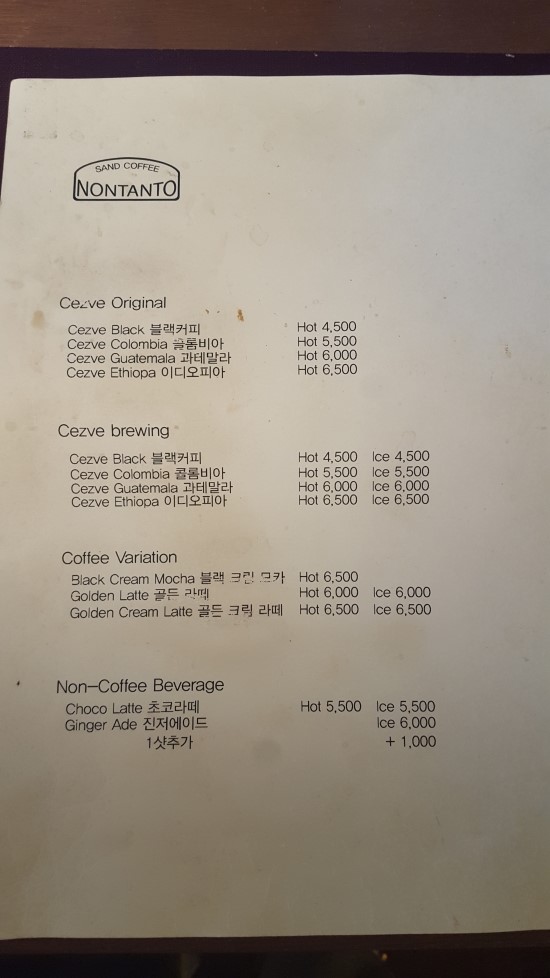 SAND COFFEE
NONTANTO
Cezve Original
Cezve Black 블랙커피 Hot 4,500
Cezve Colombia 콜롬비아 Hot 5,500
Cezve Guatemala 과테말라 Hot 6,000
Cezve Ethiopa 이디오피아 Hot 6,500
Cezve brewing
Cezve Black 블랙커피 Hot 4,500 Ice 4,500
Cezve Colombia 콜롬비아 Hot 5,500 Ice 5,500
Cezve Guatemala 과테말라 Hot 6,000 Ice 6,000
Cezve Ethiopa 이디오피아 Hot 6,500 Ice 6,500
Coffee Variation
Black Cream Mocha 블랙 크림 모카 Hot 6,500
Golden Latte 골든 라떼 Hot 6,000 Ice 6,000
Golden Cream Latte 골든 크림 라떼 Hot 6,500 Ice 6,500
Non-Coffee Beverage
Choco Latte 초코라떼 Hot 5,500 Ice 5,500
Ginger Ade 진저에이드 Ice 6,000
1샷추가 + 1,000